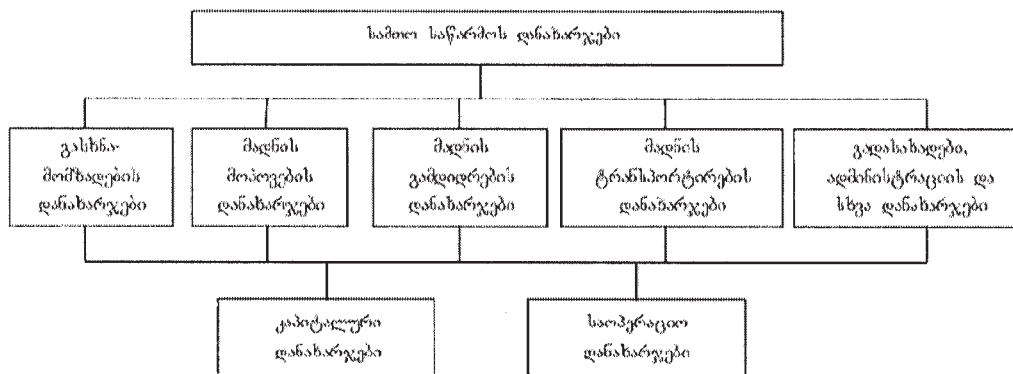 სამთო საწარმოს დანახარჯები
გახსნა-
მომზადების
დანახარჯები
მადნის
მოპოვების
დანახარჯები
მადნის
გამდიდრების
დანახარჯები
მადნის
ტრანსპორტირების
დანახარჯები
გადასახადები,
ადმინისტრაციის და
სხვა დანახარჯები
კაპიტალური
დანახარჯები
საოპერაციო
დანახარჯები